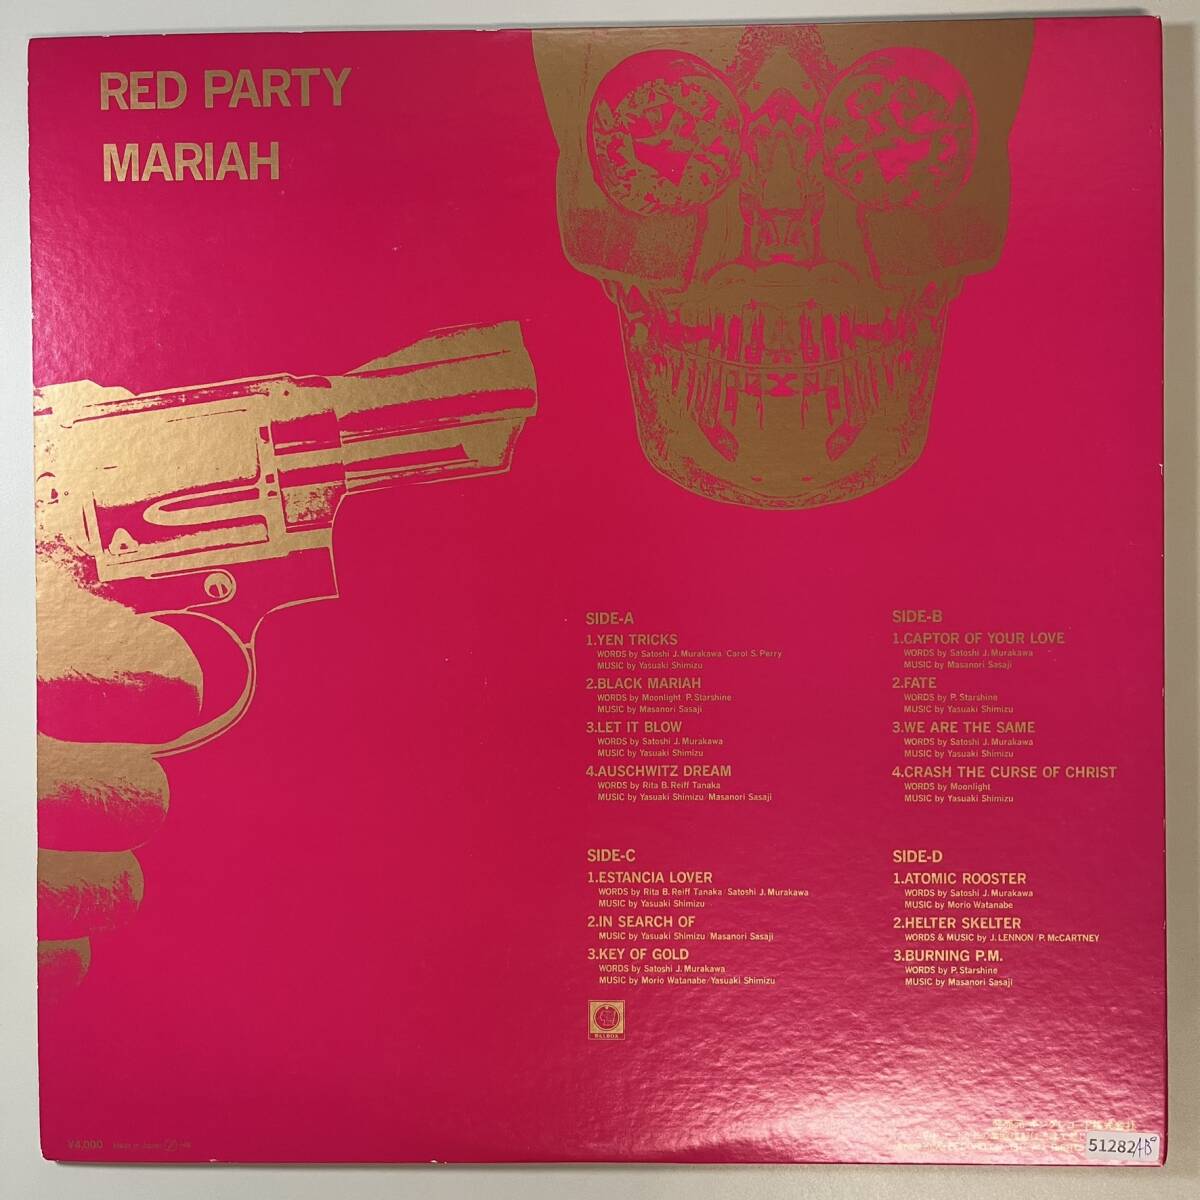 RED PARTY
MARIAH
SIDE-A
1.YEN TRICKS
WORDS by Satoshi J. Murakawa/Carol S. Perry
MUSIC by Yasuaki Shimizu
2.BLACK MARIAH
WORDS by Moonlight/P. Starshine
MUSIC by Masanori Sasaji
3.LET IT BLOW
WORDS by Satoshi J. Murakawa
MUSIC by Yasuaki Shimizu
4.AUSCHWITZ DREAM
WORDS by Rita B. Reiff Tanaka
MUSIC by Yasuaki Shimizu/Masanori Sasaji
SIDE-B
1.CAPTOR OF YOUR LOVE
WORDS by Satoshi J. Murakawa
MUSIC by Masanori Sasaji
2.FATE
WORDS by P. Starshine
MUSIC by Yasuaki Shimizu
3.WE ARE THE SAME
WORDS by Satoshi J. Murakawa
MUSIC by Yasuaki Shimizu
4.CRASH THE CURSE OF CHRIST
WORDS by Moonlight
MUSIC by Yasuaki Shimizu
SIDE-C
1.ESTANCIA LOVER
WORDS by Rita B. Reiff Tanaka/Satoshi J. Murakawa
MUSIC by Yasuaki Shimizu
2.IN SEARCH OF
MUSIC by Yasuaki Shimizu/Masanori Sasaji
3.KEY OF GOLD
WORDS by Satoshi J. Murakawa
MUSIC by Morio Watanabe/Yasuaki Shimizu
SIDE-D
1.ATOMIC ROOSTER
WORDS by Satoshi J. Murakawa
MUSIC by Morio Watanabe
2.HELTER SKELTER
WORDS & MUSIC by J. LENNON/P. McCARTNEY
3.BURNING P.M.
WORDS by P. Starshine
MUSIC by Masanori Sasaji
¥4,000 Made in Japan
51282AB